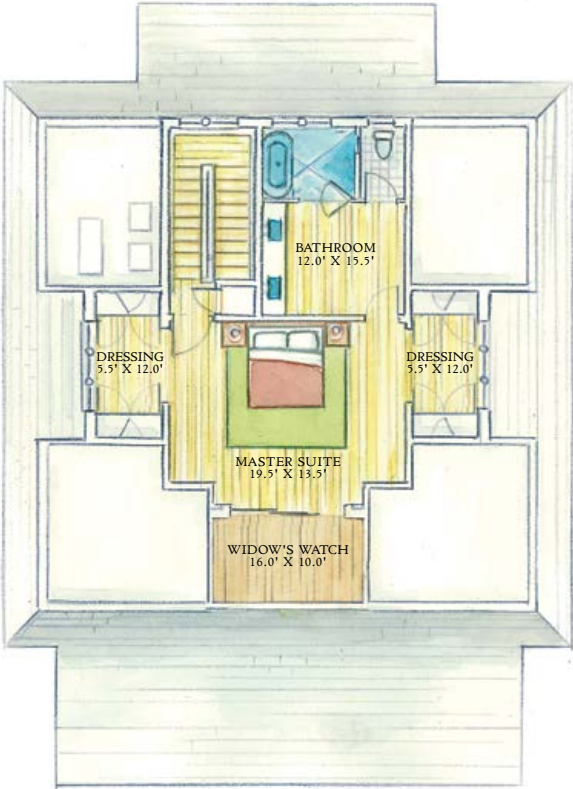 BATHROOM
12.0' X 15.5'
DRESSING
5.5' X 12.0'
DRESSING
5.5' X 12.0'
MASTER SUITE
19.5' X 13.5'
WIDOW'S WATCH
16.0' X 10.0'